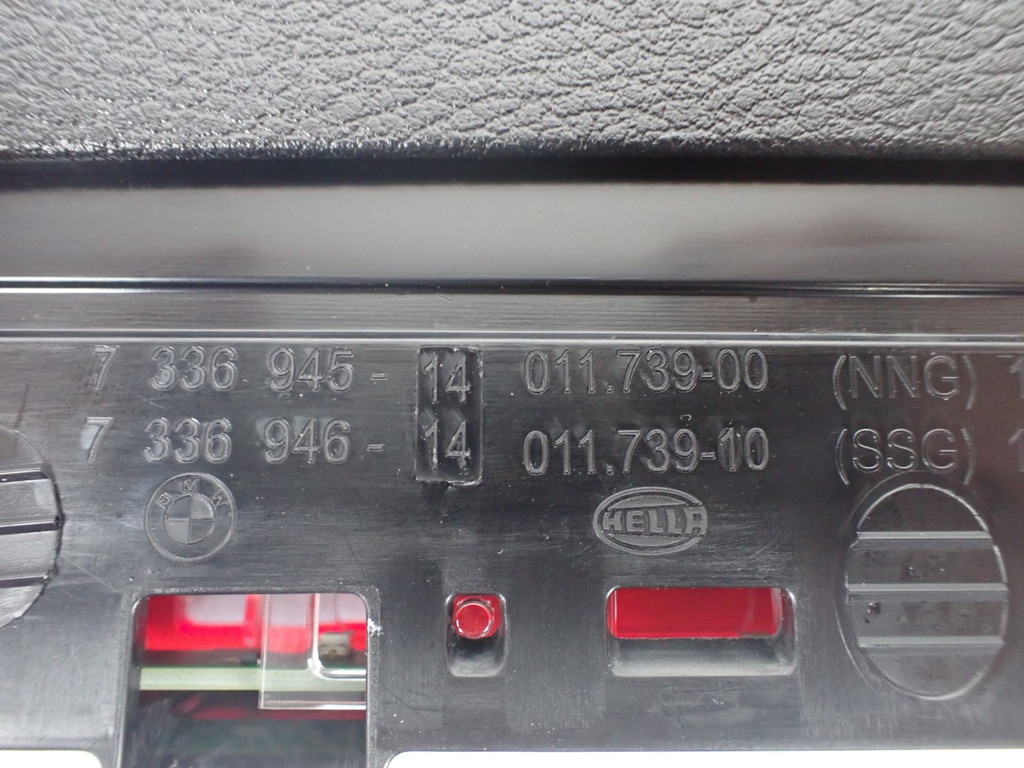 7 336 945 - 14 011.739-00 (NNG)
7 336 946 - 14 011.739-10 (SSG)
BMW
HELLA